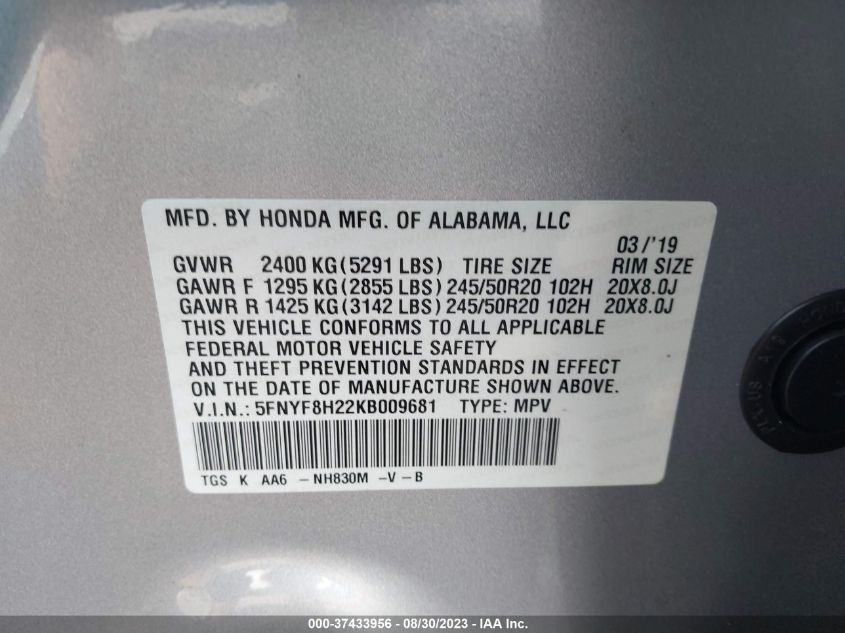 MFD. BY HONDA MFG. OF ALABAMA, LLC
03/'19
GVWR 2400 KG(5291 LBS) TIRE SIZE RIM SIZE
GAWR F 1295 KG(2855 LBS) 245/50R20 102H 20X8.0J
GAWR R 1425 KG(3142 LBS) 245/50R20 102H 20X8.0J
THIS VEHICLE CONFORMS TO ALL APPLICABLE
FEDERAL MOTOR VEHICLE SAFETY
AND THEFT PREVENTION STANDARDS IN EFFECT
ON THE DATE OF MANUFACTURE SHOWN ABOVE.
V.I.N.: 5FNYF8H22KB009681 TYPE: MPV
TGS K AA6 -NH830M -V-B
000-37433956 - 08/30/2023 - IAA Inc.